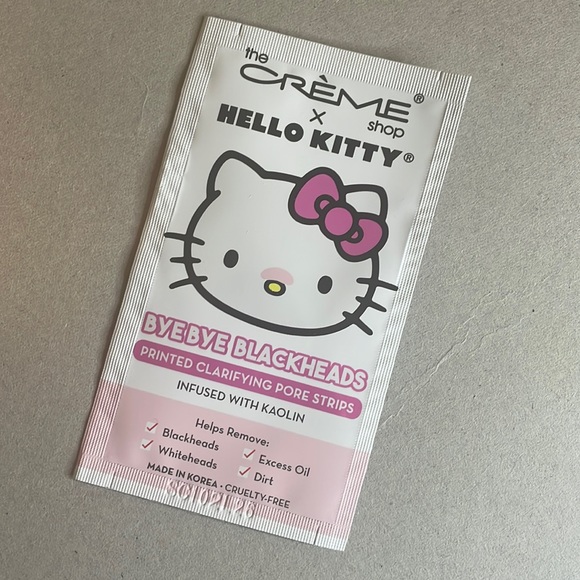 the
CRÈME®
shop
×
HELLO KITTY®
BYE BYE BLACKHEADS
PRINTED CLARIFYING PORE STRIPS
INFUSED WITH KAOLIN
Helps Remove:
✓ Blackheads ✓ Excess Oil
✓ Whiteheads ✓ Dirt
MADE IN KOREA • CRUELTY-FREE